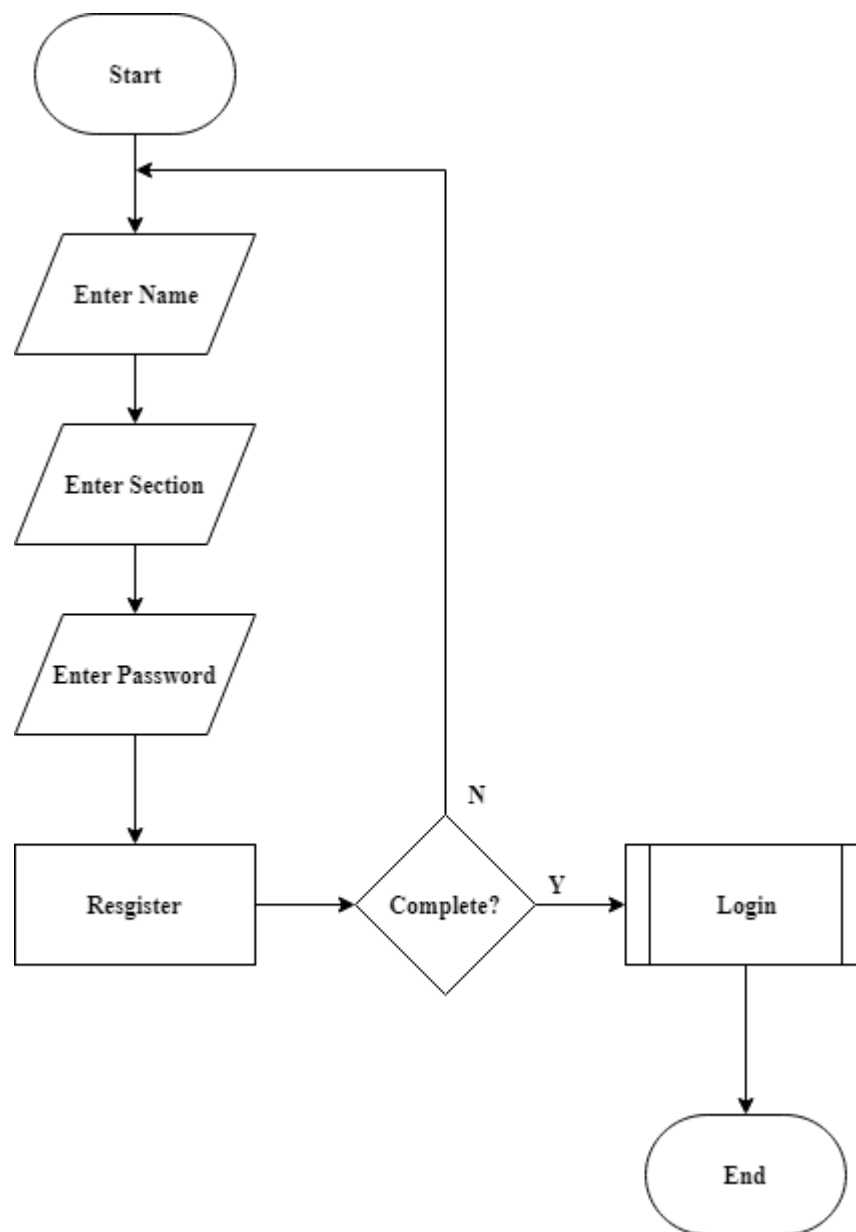 Start
Enter Name
Enter Section
Enter Password
N
Resgister
Complete?
Y
Login
End